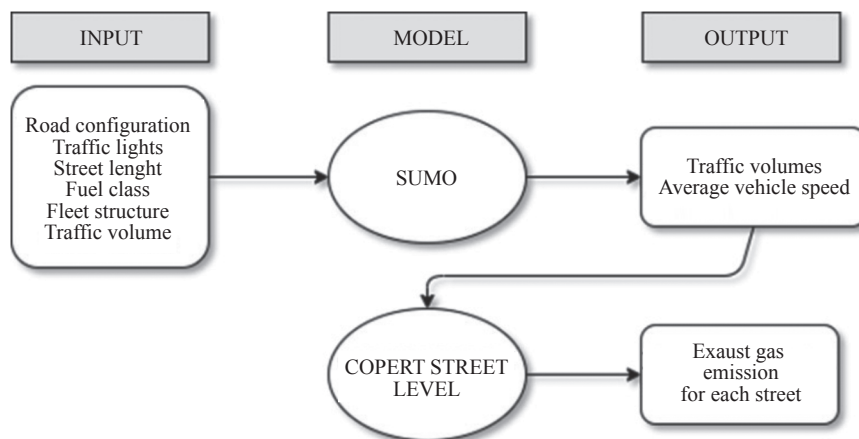 INPUT
MODEL
OUTPUT
Road configuration
Traffic lights
Street lenght
Fuel class
Fleet structure
Traffic volume
SUMO
Traffic volumes
Average vehicle speed
COPERT STREET
LEVEL
Exaust gas
emission
for each street